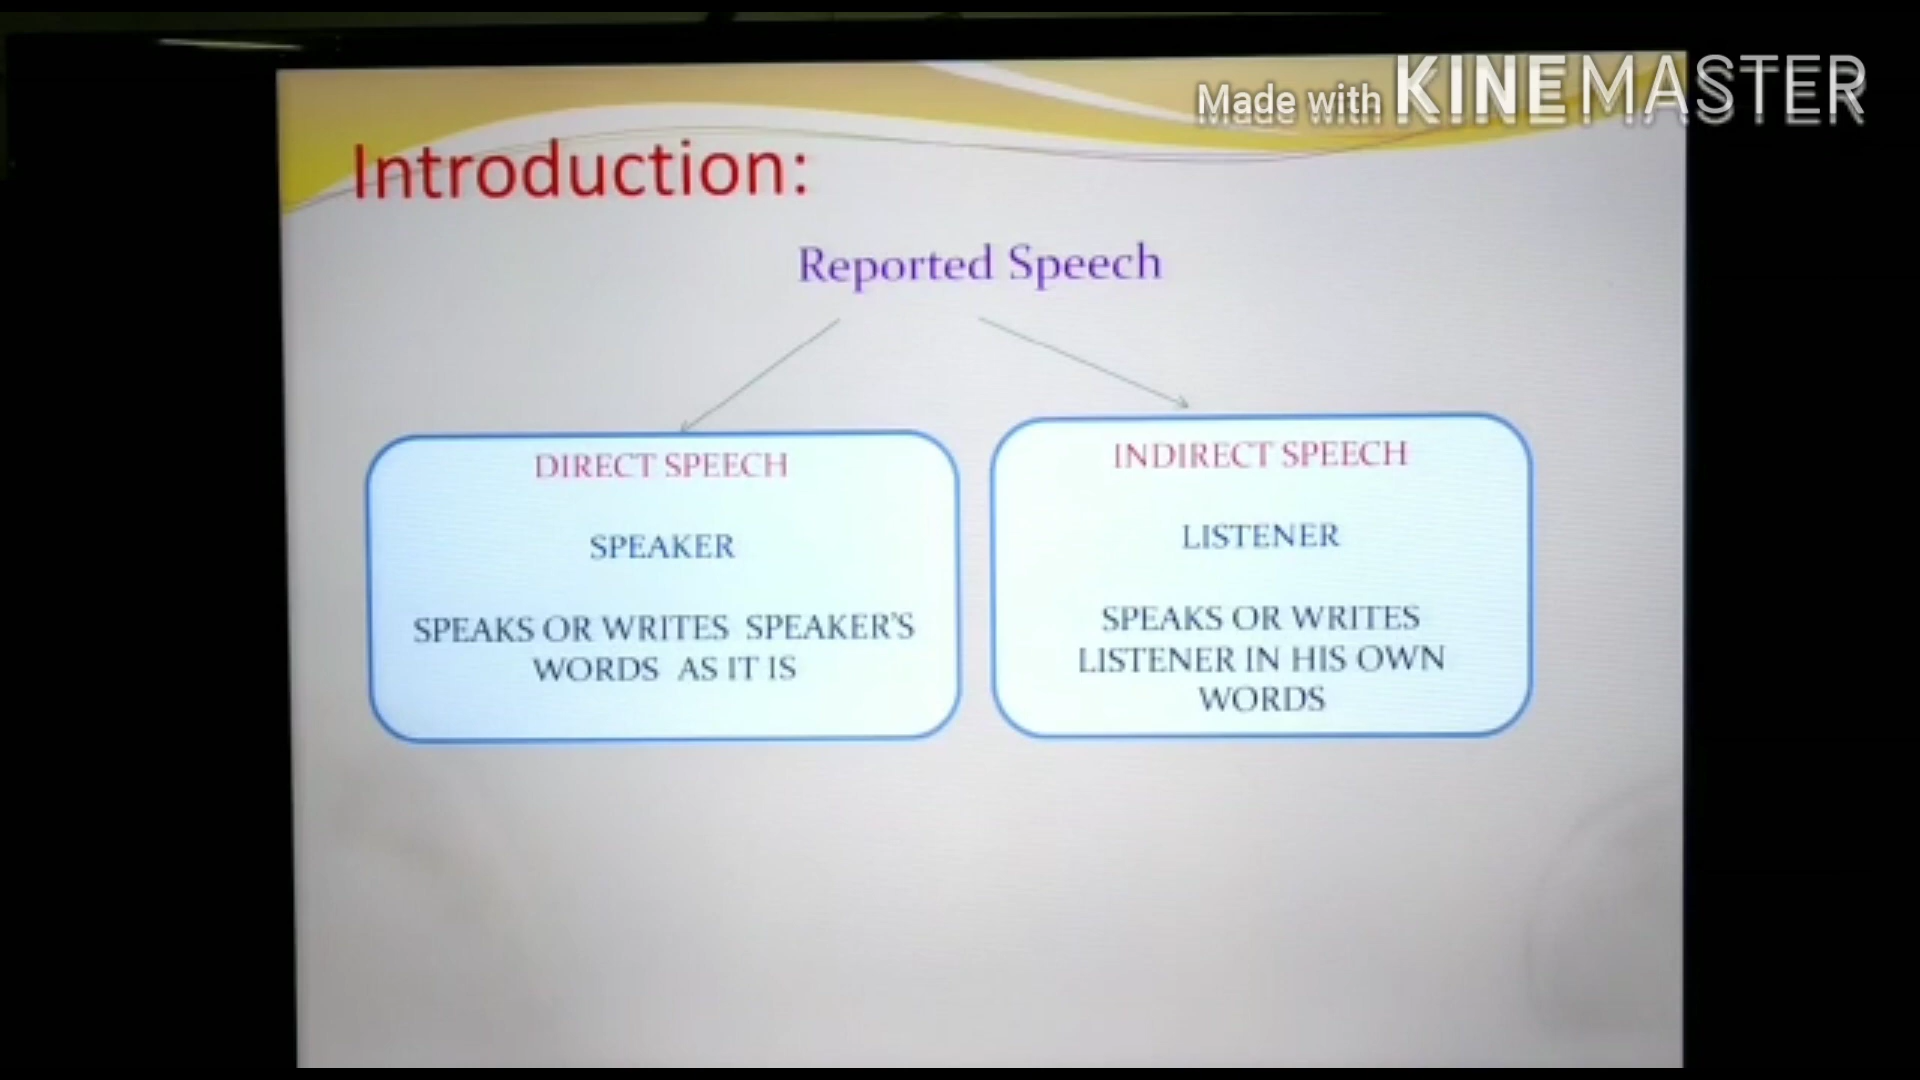 Made with KINEMASTER
Introduction:
Reported Speech
DIRECT SPEECH
SPEAKER
SPEAKS OR WRITES SPEAKER'S
WORDS AS IT IS
INDIRECT SPEECH
LISTENER
SPEAKS OR WRITES
LISTENER IN HIS OWN
WORDS